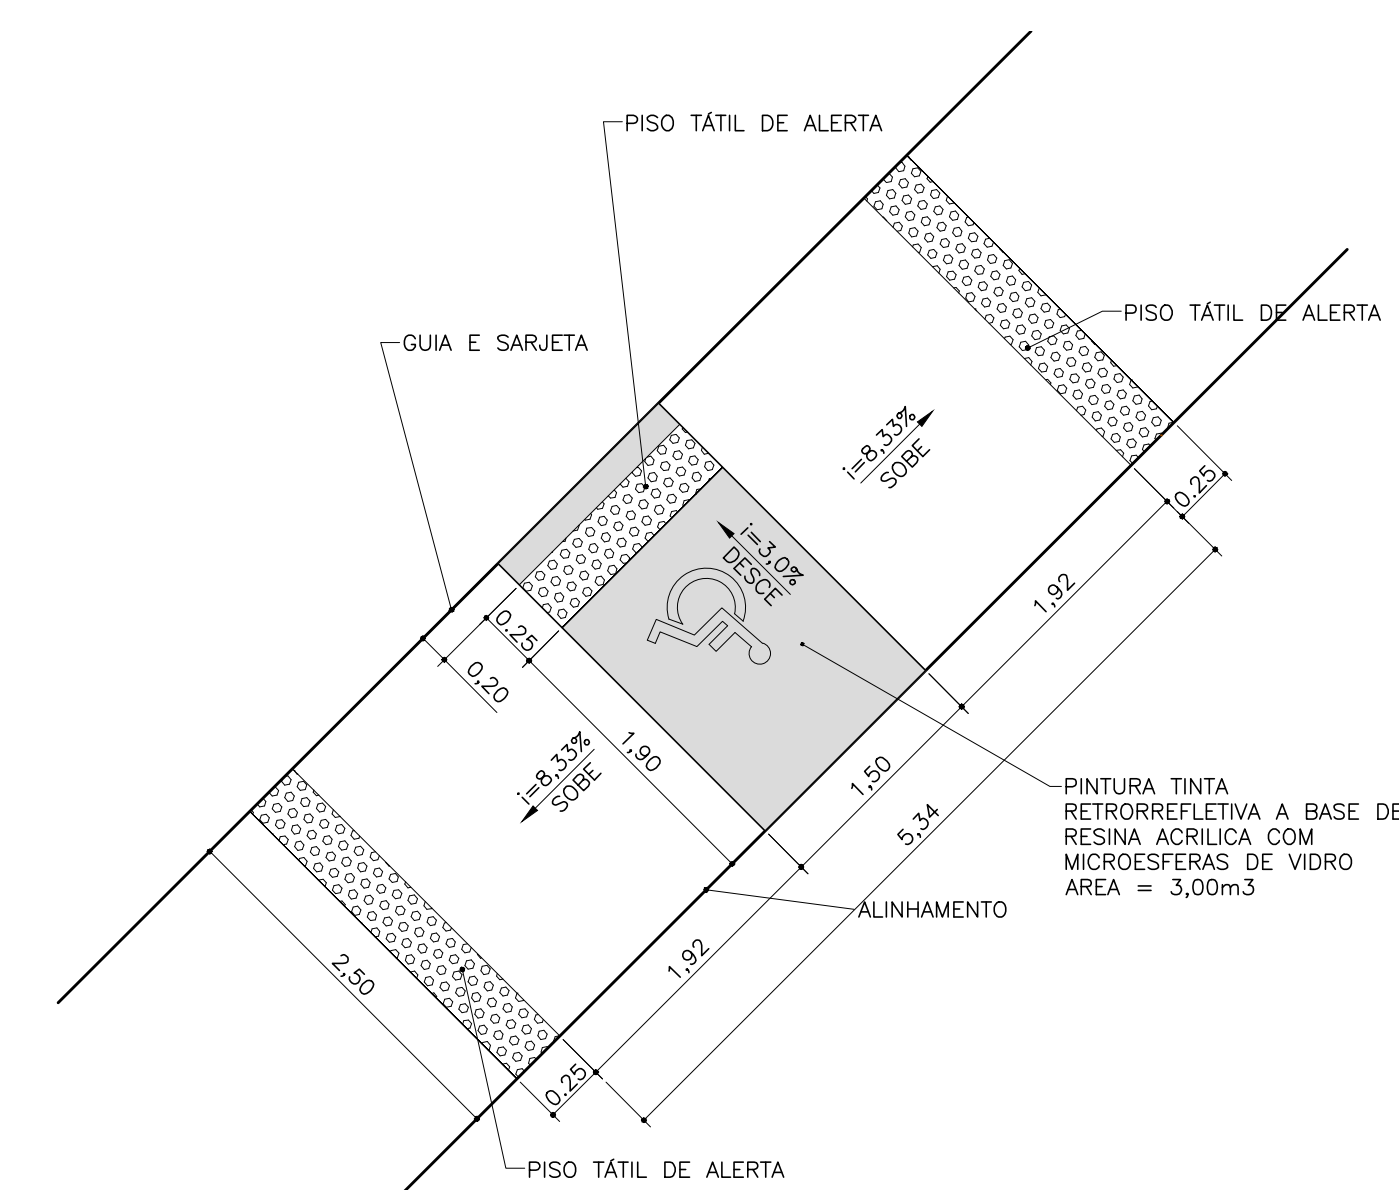 PISO TÁTIL DE ALERTA
PISO TÁTIL DE ALERTA
GUIA E SARJETA
i=8,33%
SOBE
0.25
i=3,0%
DESCE
1,92
0.25
0,20
1,90
i=8,33%
SOBE
1,50
5,34
PINTURA TINTA
RETRORREFLETIVA A BASE DE
RESINA ACRILICA COM
MICROESFERAS DE VIDRO
AREA = 3,00m3
ALINHAMENTO
1,92
2,50
0.25
PISO TÁTIL DE ALERTA